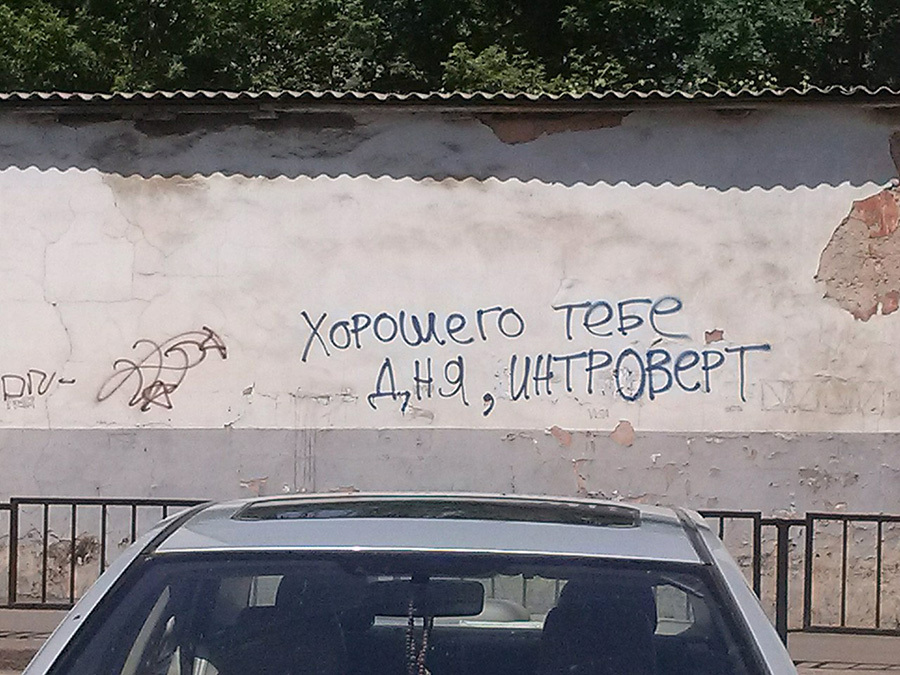 Хорошего тебе
дня, интроверт